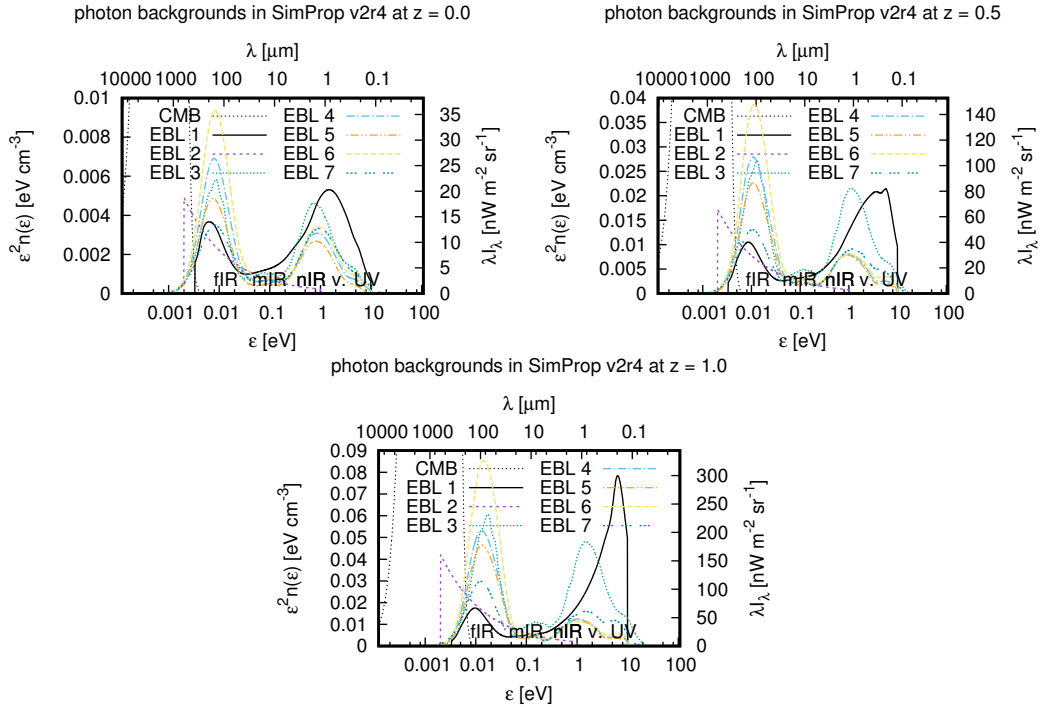 photon backgrounds in SimProp v2r4 at z = 0.0
λ [μm]
10000 1000 100 10 1 0.1
ε²n(ε) [eV cm⁻³]
0.01
0.008
0.006
0.004
0.002
0
CMB
EBL 1
EBL 2
EBL 3
EBL 4
EBL 5
EBL 6
EBL 7
fIR mIR nIR v. UV
35
30
25
20
15
10
5
0
λI_λ [nW m⁻² sr⁻¹]
0.001 0.01 0.1 1 10 100
ε [eV]
photon backgrounds in SimProp v2r4 at z = 0.5
λ [μm]
10000 1000 100 10 1 0.1
ε²n(ε) [eV cm⁻³]
0.04
0.035
0.03
0.025
0.02
0.015
0.01
0.005
0
CMB
EBL 1
EBL 2
EBL 3
EBL 4
EBL 5
EBL 6
EBL 7
fIR mIR nIR v. UV
140
120
100
80
60
40
20
0
λI_λ [nW m⁻² sr⁻¹]
0.001 0.01 0.1 1 10 100
ε [eV]
photon backgrounds in SimProp v2r4 at z = 1.0
λ [μm]
10000 1000 100 10 1 0.1
ε²n(ε) [eV cm⁻³]
0.09
0.08
0.07
0.06
0.05
0.04
0.03
0.02
0.01
0
CMB
EBL 1
EBL 2
EBL 3
EBL 4
EBL 5
EBL 6
EBL 7
fIR mIR nIR v. UV
300
250
200
150
100
50
0
λI_λ [nW m⁻² sr⁻¹]
0.001 0.01 0.1 1 10 100
ε [eV]